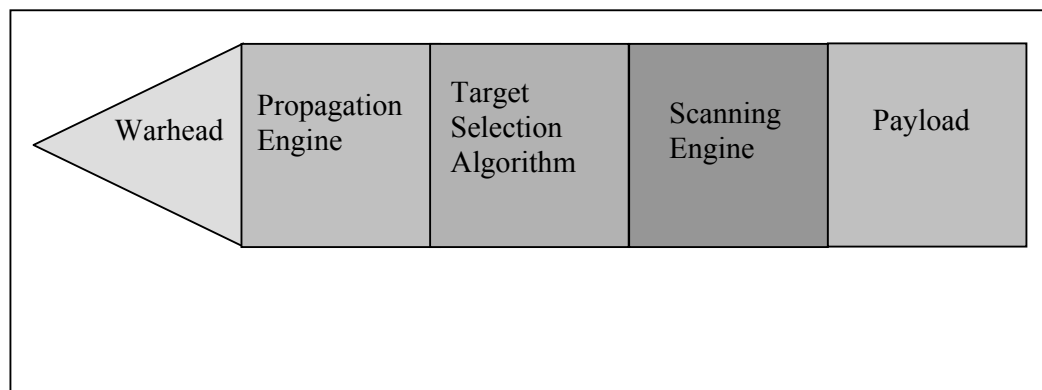 Warhead
Propagation
Engine
Target
Selection
Algorithm
Scanning
Engine
Payload